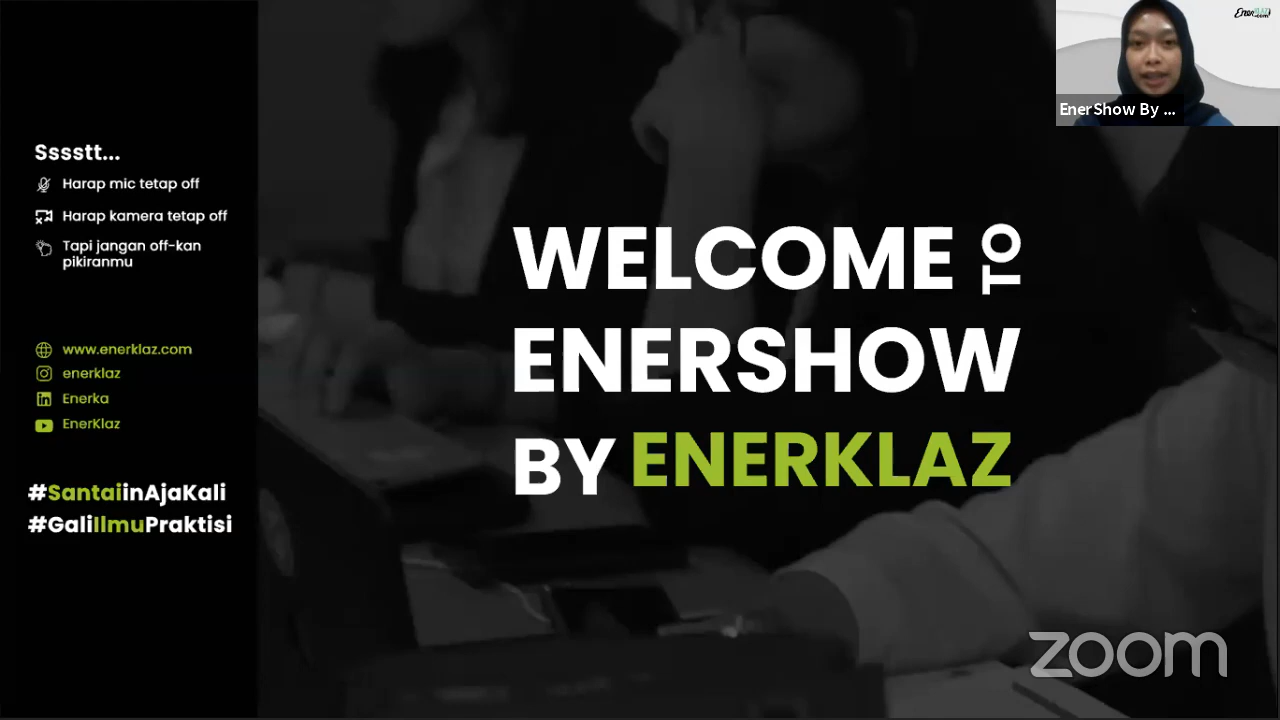 Sssstt...
Harap mic tetap off
Harap kamera tetap off
Tapi jangan off-kan
pikiranmu
www.enerklaz.com
enerklaz
Enerka
EnerKlaz
#SantaiinAjaKali
#GaliIlmuPraktisi
WELCOME TO
ENERSHOW
BY ENERKLAZ
EnerShow By ...
zoom